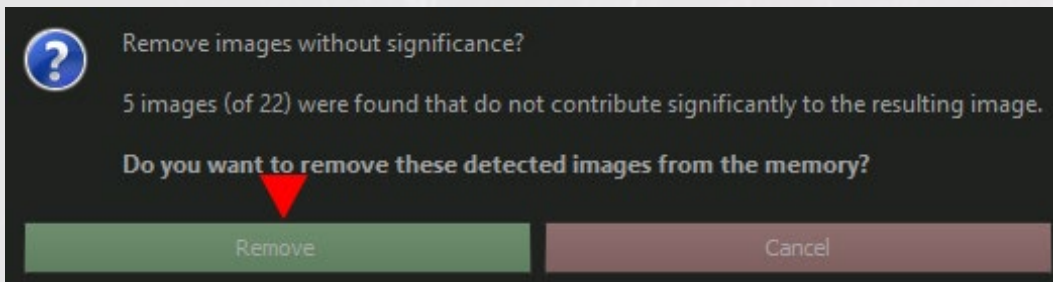 Remove images without significance?
5 images (of 22) were found that do not contribute significantly to the resulting image.
Do you want to remove these detected images from the memory?
Remove
Cancel